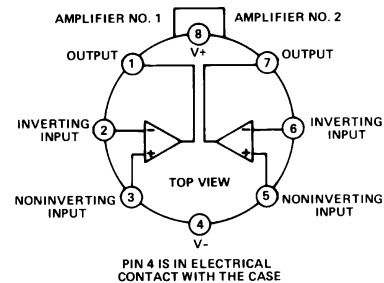 AMPLIFIER NO. 1
AMPLIFIER NO. 2
8
V+
OUTPUT
1
7
OUTPUT
INVERTING
INPUT
2
−
−
6
INVERTING
INPUT
+
+
TOP VIEW
NONINVERTING
INPUT
3
5
NONINVERTING
INPUT
4
V-
PIN 4 IS IN ELECTRICAL
CONTACT WITH THE CASE